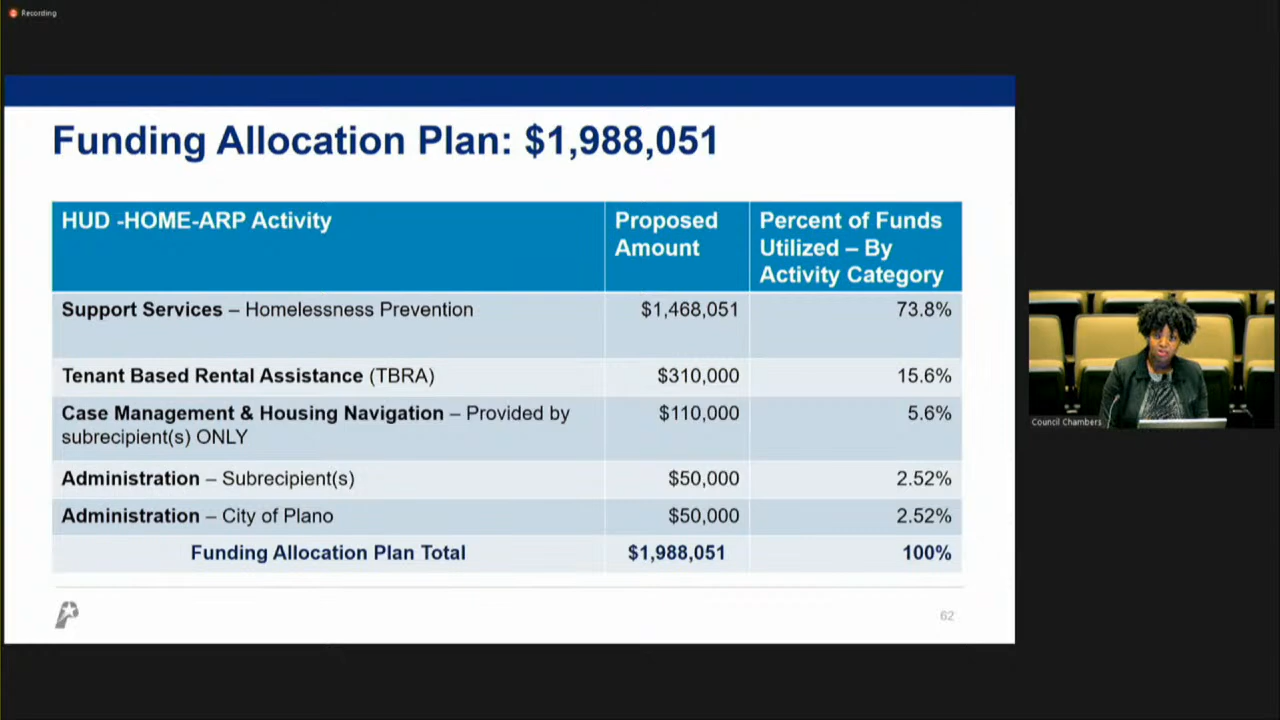 Recording
Funding Allocation Plan: $1,988,051
HUD -HOME-ARP Activity
Proposed
Amount
Percent of Funds
Utilized – By
Activity Category
Support Services – Homelessness Prevention
$1,468,051
73.8%
Tenant Based Rental Assistance (TBRA)
$310,000
15.6%
Case Management & Housing Navigation – Provided by
subrecipient(s) ONLY
$110,000
5.6%
Administration – Subrecipient(s)
$50,000
2.52%
Administration – City of Plano
$50,000
2.52%
Funding Allocation Plan Total
$1,988,051
100%
62
Council Chambers